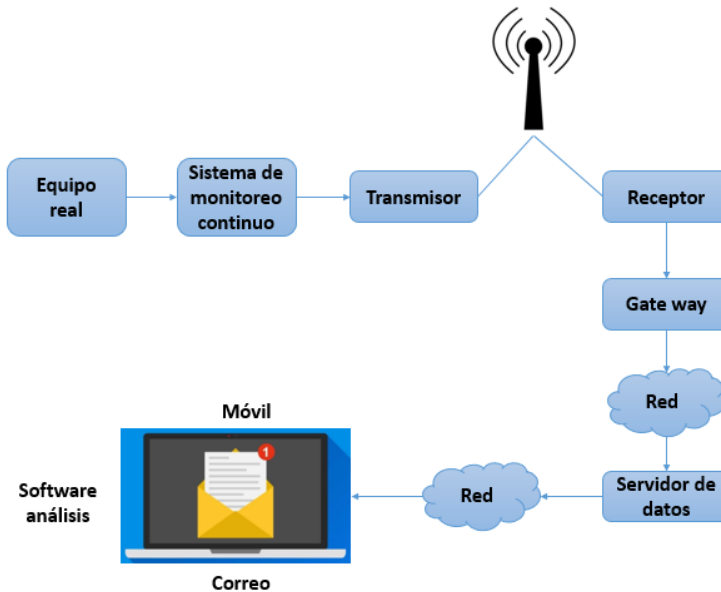 Equipo
real
Sistema de
monitoreo
continuo
Transmisor
Receptor
Gate way
Red
Servidor de
datos
Red
Móvil
1
Software
análisis
Correo